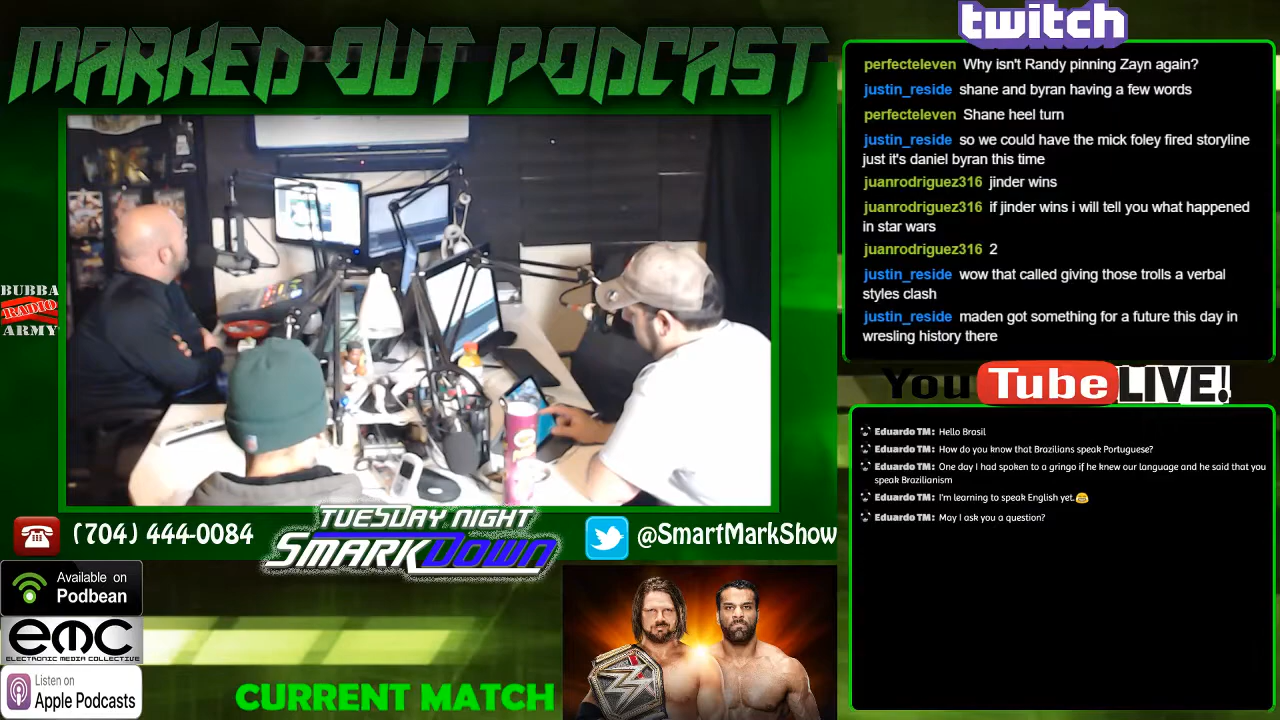 MARKED OUT PODCAST
twitch
perfecteleven Why isn't Randy pinning Zayn again?
justin_reside shane and byran having a few words
perfecteleven Shane heel turn
justin_reside so we could have the mick foley fired storyline
just it's daniel byran this time
juanrodriguez316 jinder wins
juanrodriguez316 if jinder wins i will tell you what happened
in star wars
juanrodriguez316 2
justin_reside wow that called giving those trolls a verbal
styles clash
justin_reside maden got something for a future this day in
wresling history there
BUBBA
RADIO
ARMY
You Tube LIVE!
Eduardo TM: Hello Brasil
Eduardo TM: How do you know that Brazilians speak Portuguese?
Eduardo TM: One day I had spoken to a gringo if he knew our language and he said that you
speak Brazilianism
Eduardo TM: I'm learning to speak English yet.😂
Eduardo TM: May I ask you a question?
(704) 444-0084
TUESDAY NIGHT
SMARKDOWN
@SmartMarkShow
Available on
Podbean
emc
ELECTRONIC MEDIA COLLECTIVE
Listen on
Apple Podcasts
CURRENT MATCH